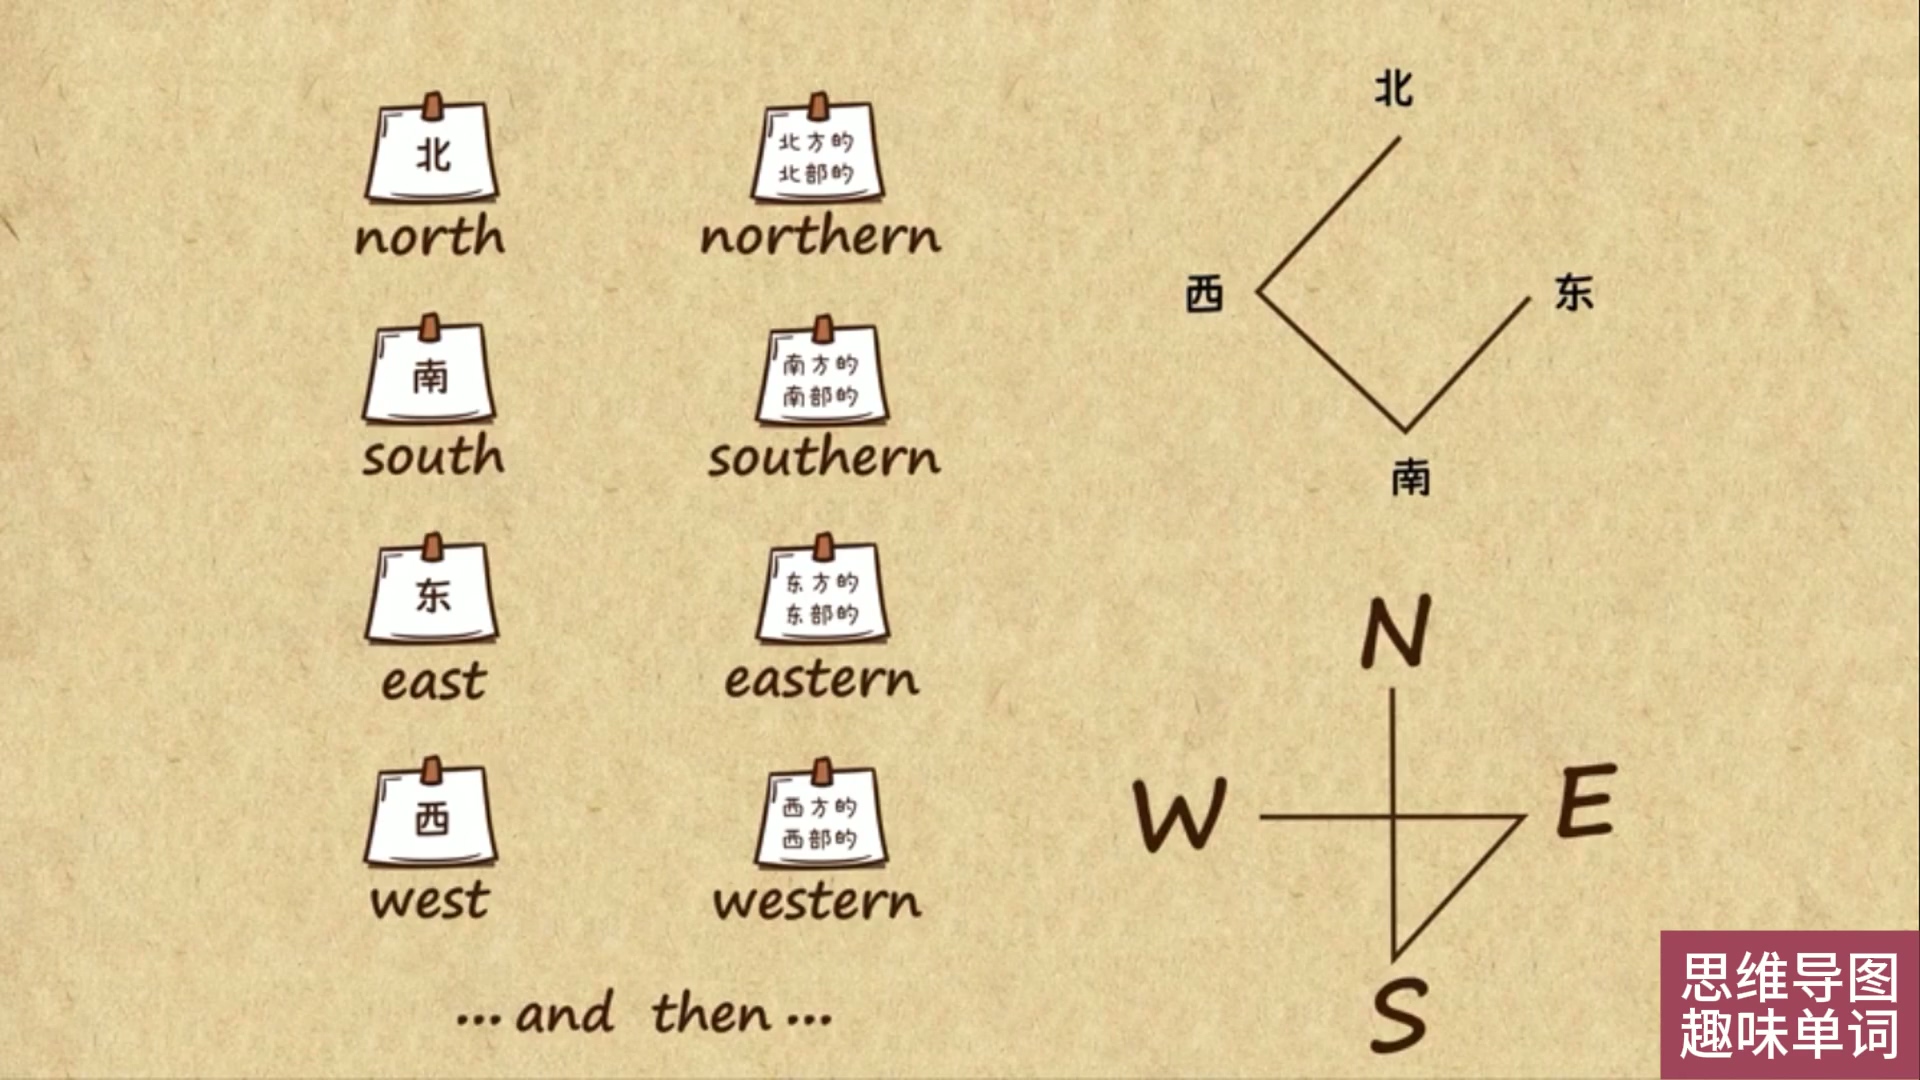 北
north
北方的
北部的
northern
南
south
南方的
南部的
southern
东
east
东方的
东部的
eastern
西
west
西方的
西部的
western
...and then...
北
西
东
南
N
W
E
S
思维导图
趣味单词